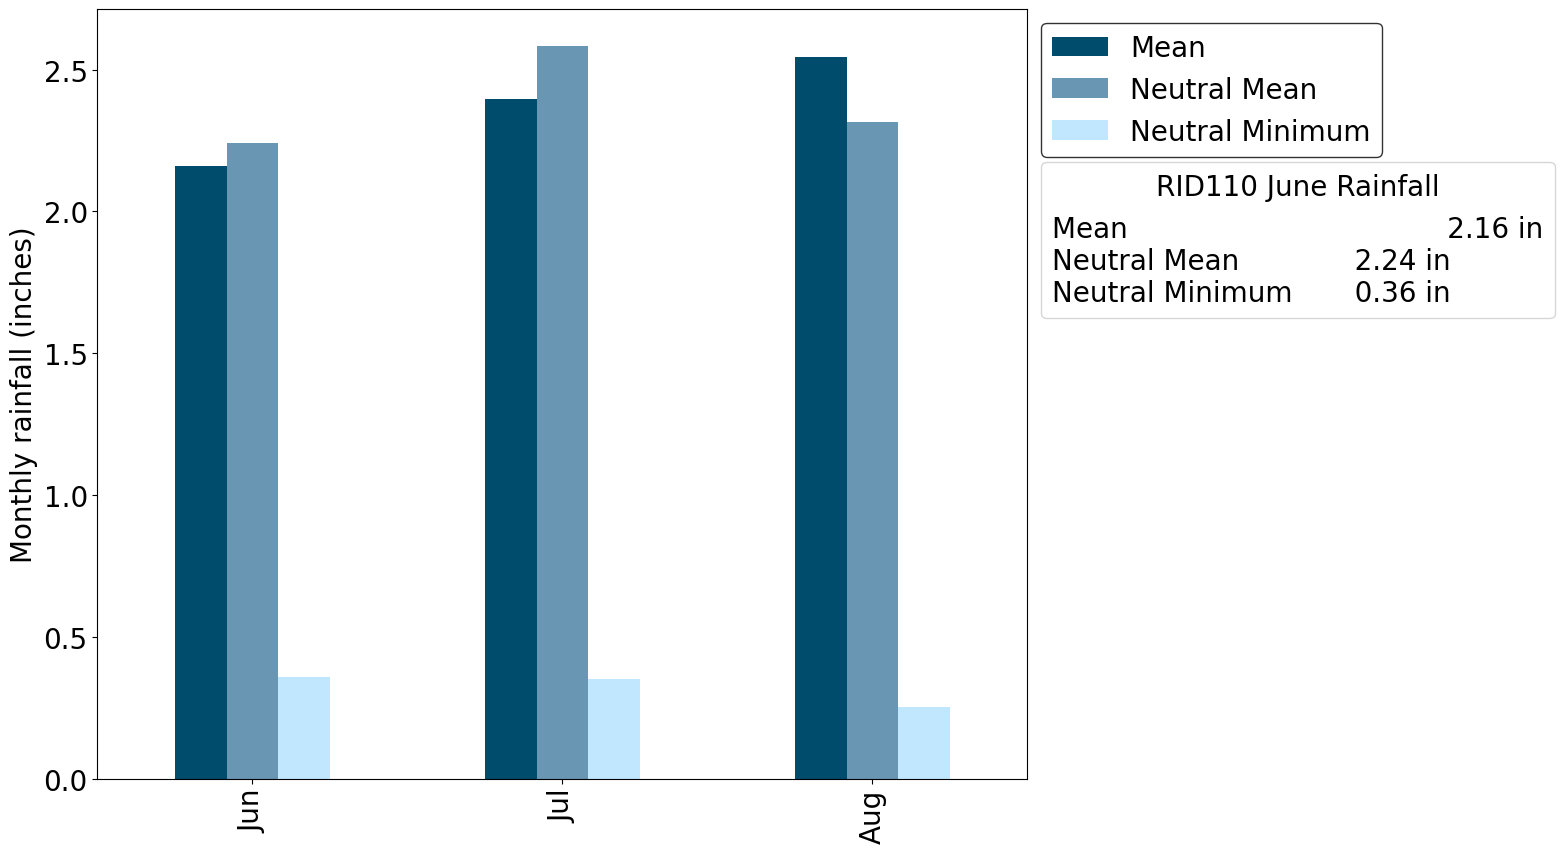 Monthly rainfall (inches)
2.5
2.0
1.5
1.0
0.5
0.0
Jun
Jul
Aug
Mean
Neutral Mean
Neutral Minimum
RID110 June Rainfall
Mean 2.16 in
Neutral Mean 2.24 in
Neutral Minimum 0.36 in